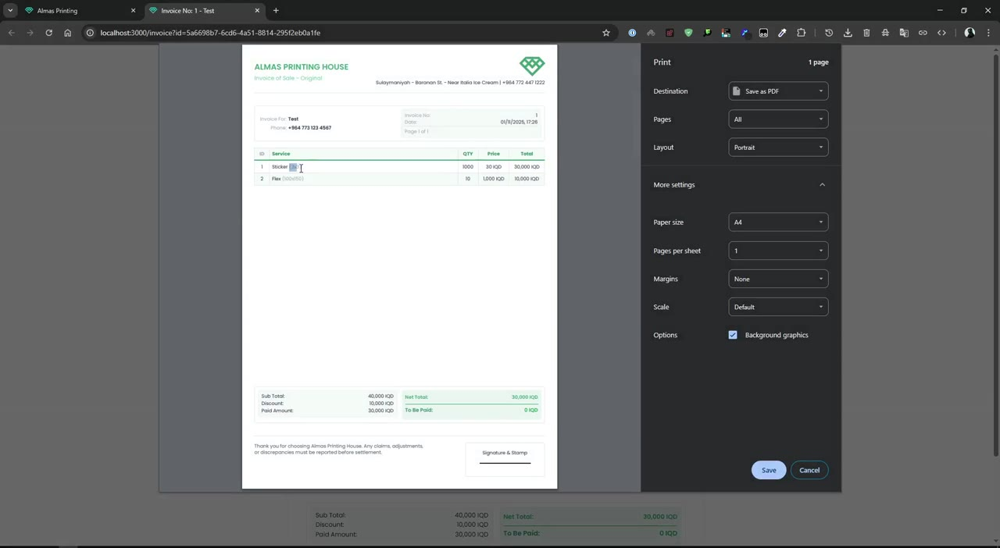 Almas Printing
Invoice No: 1 - Test
localhost:3000/invoice?id=5a6698b7-6cd6-4a51-8814-295f2eb0a1fe
ALMAS PRINTING HOUSE
Invoice of Sale - Original
Sulaymaniyah - Baranan St. - Near Italia Ice Cream | +964 772 447 1222
Invoice For: Test
Phone: +964 773 123 4567
Invoice No: 1
Date: 01/11/2025, 17:26
Page 1 of 1
ID Service QTY Price Total
1 Sticker 1000 30 IQD 30,000 IQD
2 Flex (100x150) 10 1,000 IQD 10,000 IQD
Sub Total: 40,000 IQD
Discount: 10,000 IQD
Paid Amount: 30,000 IQD
Net Total: 30,000 IQD
To Be Paid: 0 IQD
Thank you for choosing Almas Printing House. Any claims, adjustments,
or discrepancies must be reported before settlement.
Signature & Stamp
Print 1 page
Destination Save as PDF
Pages All
Layout Portrait
More settings
Paper size A4
Pages per sheet 1
Margins None
Scale Default
Options Background graphics
Save Cancel
Sub Total: 40,000 IQD
Discount: 10,000 IQD
Paid Amount: 30,000 IQD
Net Total: 30,000 IQD
To Be Paid: 0 IQD